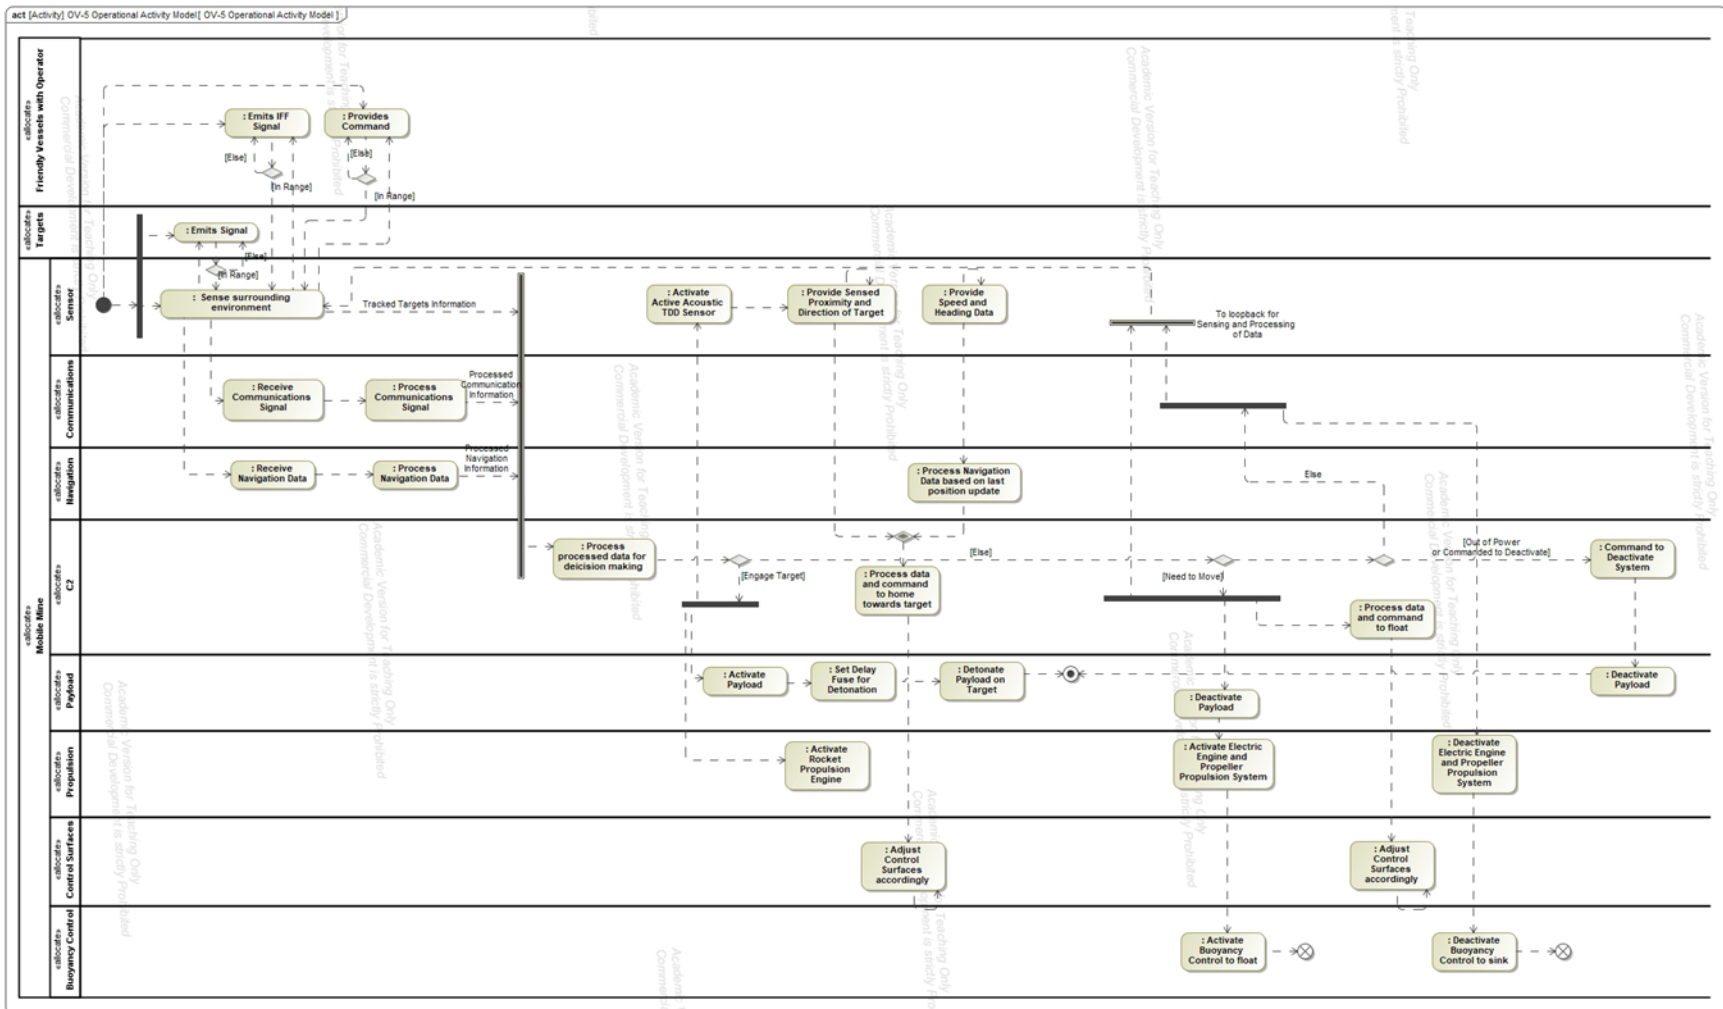 act [Activity] OV-5 Operational Activity Model[ OV-5 Operational Activity Model ]
«allocate»
Friendly Vessels with Operator
: Emits IFF
Signal
: Provides
Command
[Else]
[Else]
[In Range]
[In Range]
«allocate»
Targets
: Emits Signal
[Else]
[In Range]
«allocate»
Mobile Mine
«allocate»
Sensor
: Sense surrounding
environment
Tracked Targets Information
: Activate
Active Acoustic
TDD Sensor
: Provide Sensed
Proximity and
Direction of Target
: Provide
Speed and
Heading Data
To loopback for
Sensing and Processing
of Data
«allocate»
Communications
: Receive
Communications
Signal
: Process
Communications
Signal
Processed
Communication
Information
«allocate»
Navigation
: Receive
Navigation Data
: Process
Navigation Data
Processed
Navigation
Information
: Process Navigation
Data based on last
position update
Else
«allocate»
C2
: Process
processed data for
deicision making
[Engage Target]
[Else]
: Process data
and command
to home
towards target
[Need to Move]
[Out of Power
or Commanded to Deactivate]
: Process data
and command
to float
: Command to
Deactivate
System
«allocate»
Payload
: Activate
Payload
: Set Delay
Fuse for
Detonation
: Detonate
Payload on
Target
: Deactivate
Payload
: Deactivate
Payload
«allocate»
Propulsion
: Activate
Rocket
Propulsion
Engine
: Activate Electric
Engine and
Propeller
Propulsion System
: Deactivate
Electric Engine
and Propeller
Propulsion
System
«allocate»
Control Surfaces
: Adjust
Control
Surfaces
accordingly
: Adjust
Control
Surfaces
accordingly
«allocate»
Buoyancy Control
: Activate
Buoyancy
Control to float
: Deactivate
Buoyancy
Control to sink
Academic Version for Teaching Only
Commercial Development is strictly Prohibited